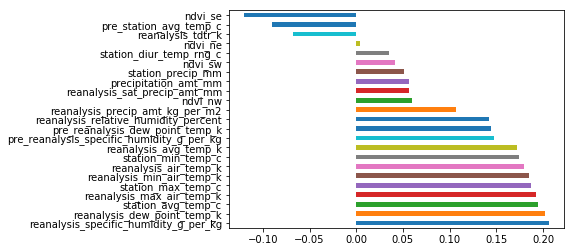 ndvi_se
pre_station_avg_temp_c
reanalysis_tdtr_k
ndvi_ne
station_diur_temp_rng_c
ndvi_sw
station_precip_mm
precipitation_amt_mm
reanalysis_sat_precip_amt_mm
ndvi_nw
reanalysis_precip_amt_kg_per_m2
reanalysis_relative_humidity_percent
pre_reanalysis_dew_point_temp_k
pre_reanalysis_specific_humidity_g_per_kg
reanalysis_avg_temp_k
station_min_temp_c
reanalysis_air_temp_k
reanalysis_min_air_temp_k
station_max_temp_c
reanalysis_max_air_temp_k
station_avg_temp_c
reanalysis_dew_point_temp_k
reanalysis_specific_humidity_g_per_kg
−0.10 −0.05 0.00 0.05 0.10 0.15 0.20